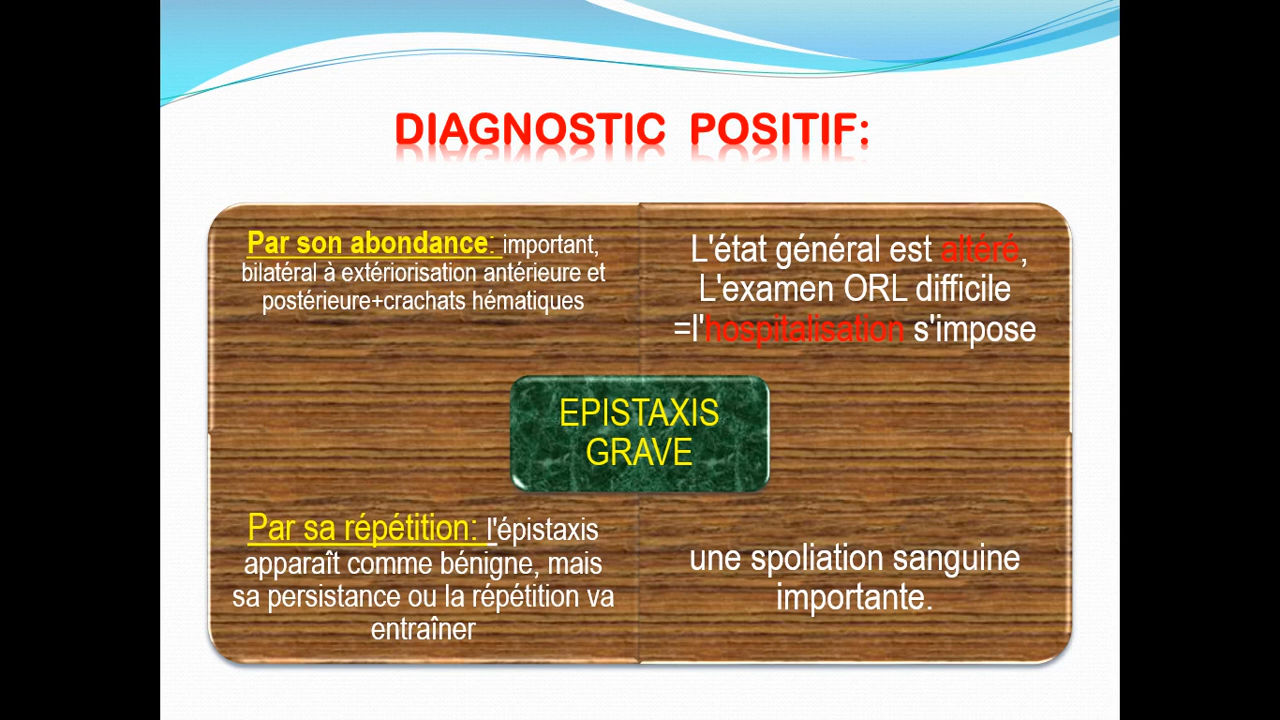 DIAGNOSTIC POSITIF:
Par son abondance: important,
bilatéral à extériorisation antérieure et
postérieure+crachats hématiques
L'état général est altéré,
L'examen ORL difficile
=l'hospitalisation s'impose
EPISTAXIS
GRAVE
Par sa répétition: l'épistaxis
apparaît comme bénigne, mais
sa persistance ou la répétition va
entraîner
une spoliation sanguine
importante.